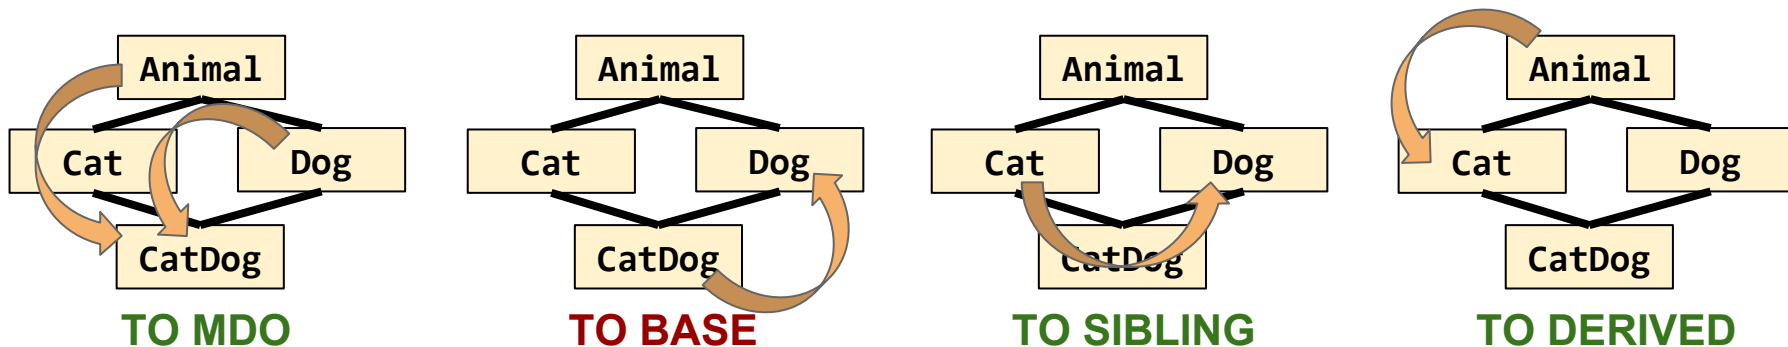 Animal
Cat Dog
CatDog
TO MDO
Animal
Cat Dog
CatDog
TO BASE
Animal
Cat Dog
CatDog
TO SIBLING
Animal
Cat Dog
CatDog
TO DERIVED